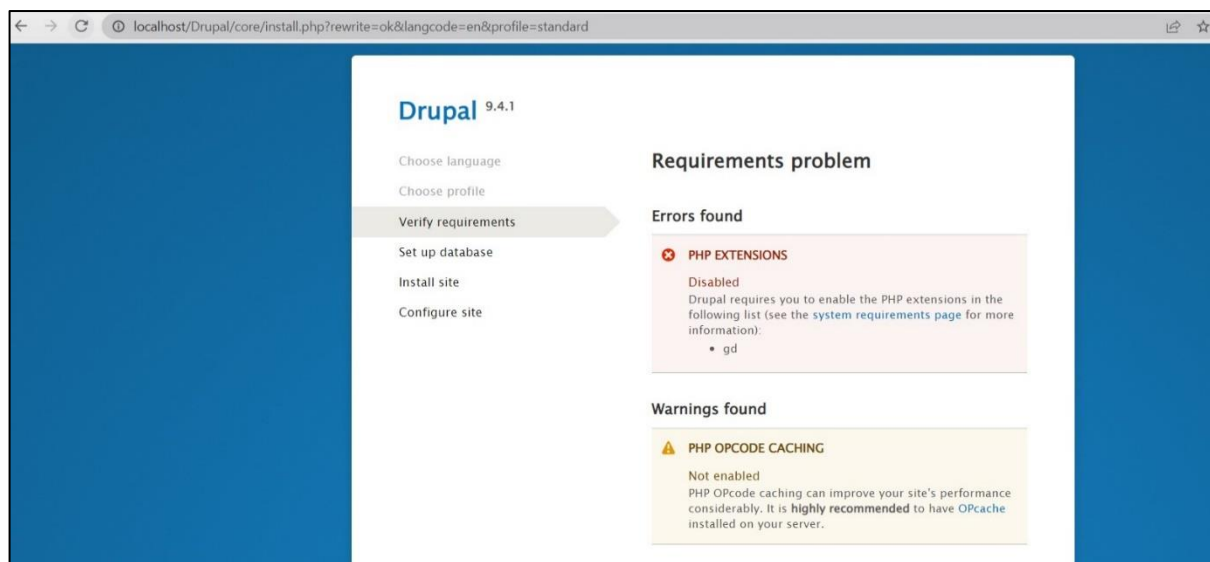 localhost/Drupal/core/install.php?rewrite=ok&langcode=en&profile=standard
Drupal 9.4.1
Choose language
Choose profile
Verify requirements
Set up database
Install site
Configure site
Requirements problem
Errors found
PHP EXTENSIONS
Disabled
Drupal requires you to enable the PHP extensions in the
following list (see the system requirements page for more
information):
• gd
Warnings found
PHP OPCODE CACHING
Not enabled
PHP OPcode caching can improve your site's performance
considerably. It is highly recommended to have OPcache
installed on your server.